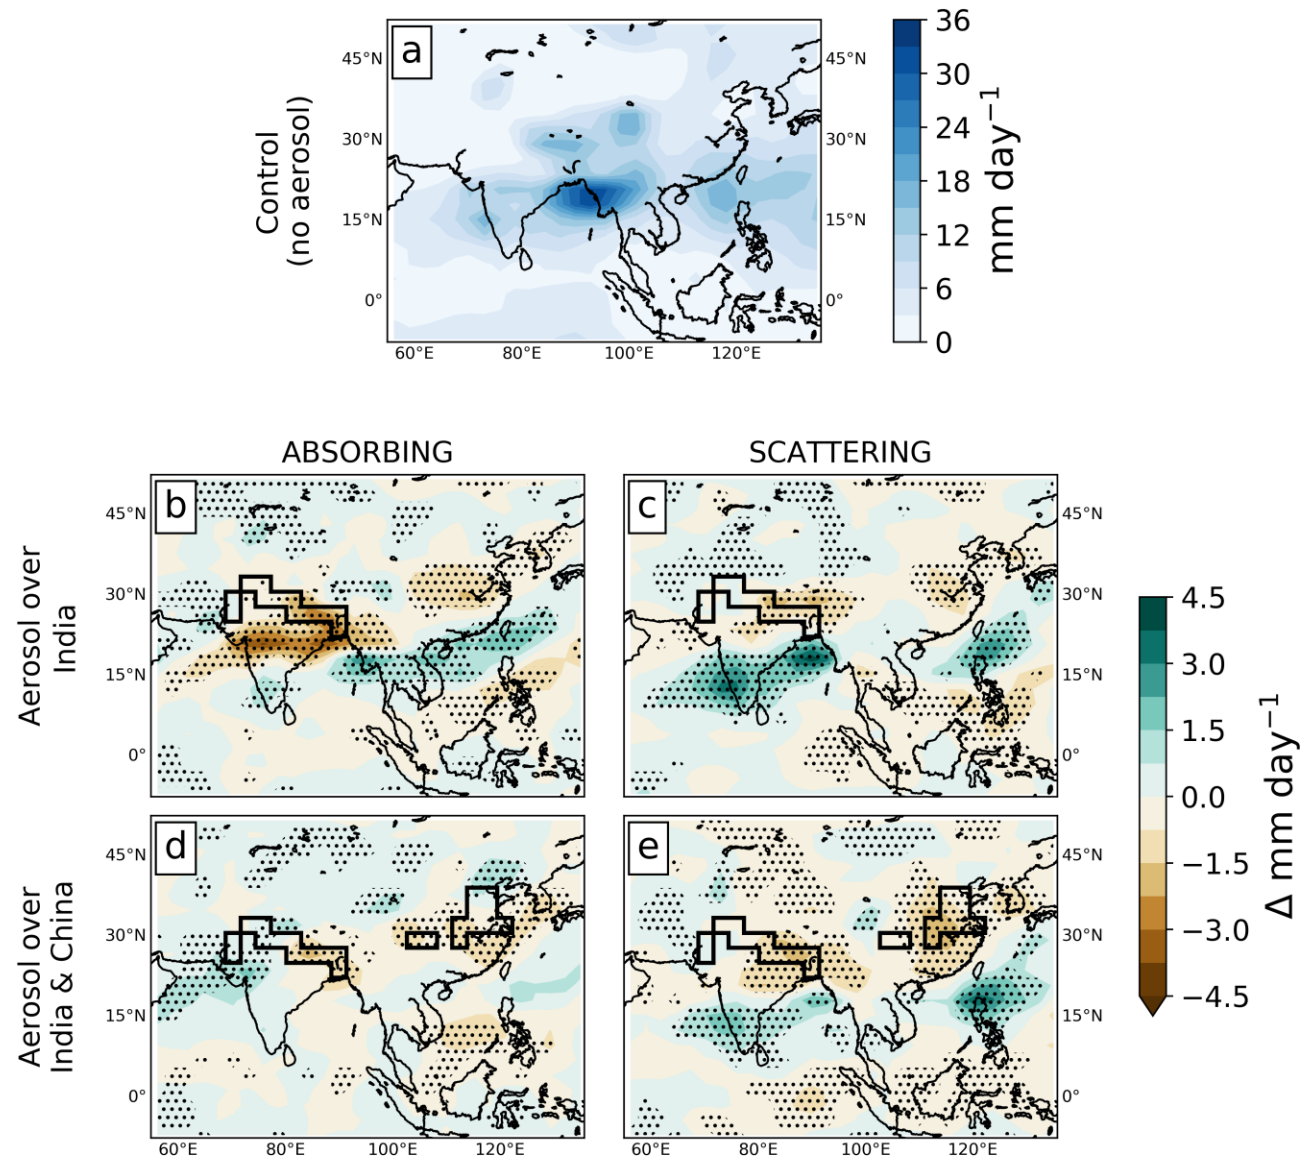 a
45°N
30°N
15°N
0°
45°N
30°N
15°N
0°
60°E 80°E 100°E 120°E
Control
(no aerosol)
36
30
24
18
12
6
0
mm day⁻¹
ABSORBING
SCATTERING
Aerosol over
India
b
45°N
30°N
15°N
0°
c
45°N
30°N
15°N
0°
Aerosol over
India & China
d
45°N
30°N
15°N
0°
60°E 80°E 100°E 120°E
e
45°N
30°N
15°N
0°
60°E 80°E 100°E 120°E
4.5
3.0
1.5
0.0
−1.5
−3.0
−4.5
Δ mm day⁻¹